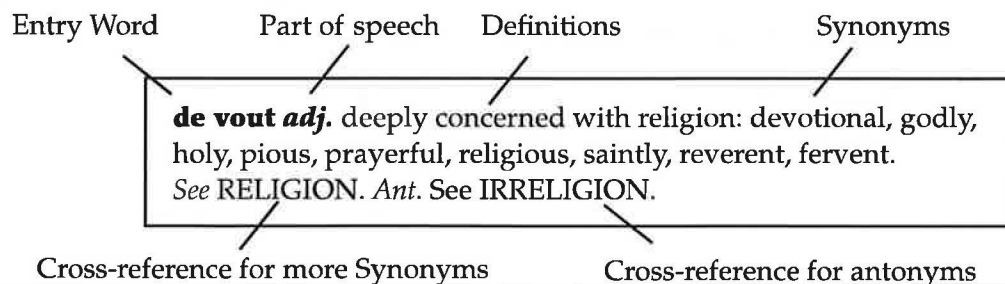 Entry Word Part of speech Definitions Synonyms
de vout adj. deeply concerned with religion: devotional, godly,
holy, pious, prayerful, religious, saintly, reverent, fervent.
See RELIGION. Ant. See IRRELIGION.
Cross-reference for more Synonyms Cross-reference for antonyms